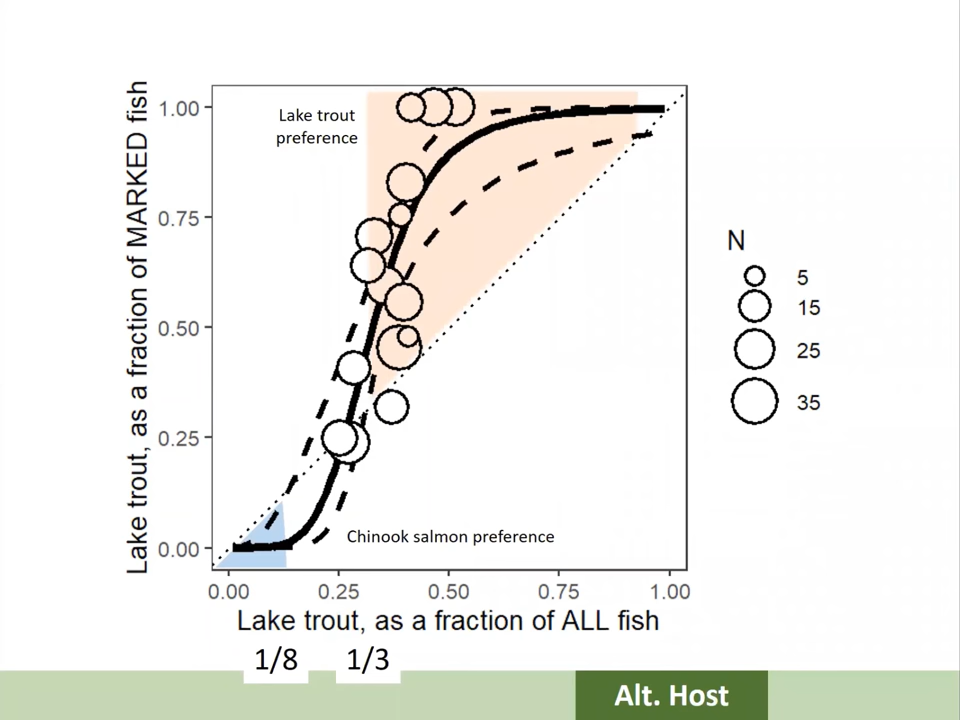 Lake trout, as a fraction of MARKED fish
1.00
0.75
0.50
0.25
0.00
Lake trout
preference
Chinook salmon preference
0.00 0.25 0.50 0.75 1.00
Lake trout, as a fraction of ALL fish
N
5
15
25
35
1/8 1/3
Alt. Host